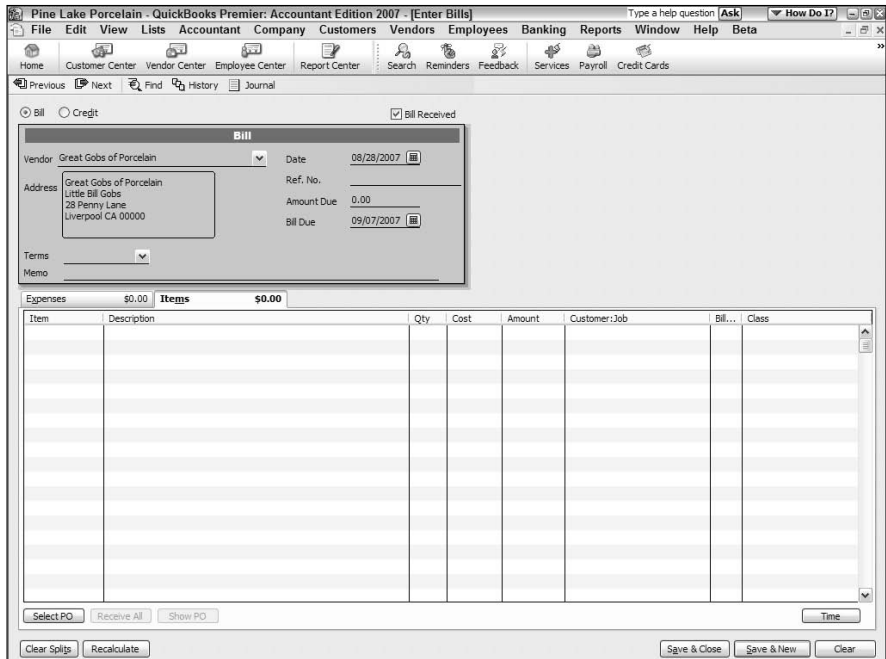 Pine Lake Porcelain - QuickBooks Premier: Accountant Edition 2007 - [Enter Bills] Type a help question Ask How Do I?
File Edit View Lists Accountant Company Customers Vendors Employees Banking Reports Window Help Beta
Home Customer Center Vendor Center Employee Center Report Center Search Reminders Feedback Services Payroll Credit Cards
Previous Next Find History Journal
Bill Credit Bill Received
Bill
Vendor Great Gobs of Porcelain Date 08/28/2007
Address Great Gobs of Porcelain Ref. No.
Little Bill Gobs
28 Penny Lane Amount Due 0.00
Liverpool CA 00000 Bill Due 09/07/2007
Terms
Memo
Expenses $0.00 Items $0.00
Item Description Qty Cost Amount Customer:Job Bill... Class
Select PO Receive All Show PO Time
Clear Splits Recalculate Save & Close Save & New Clear